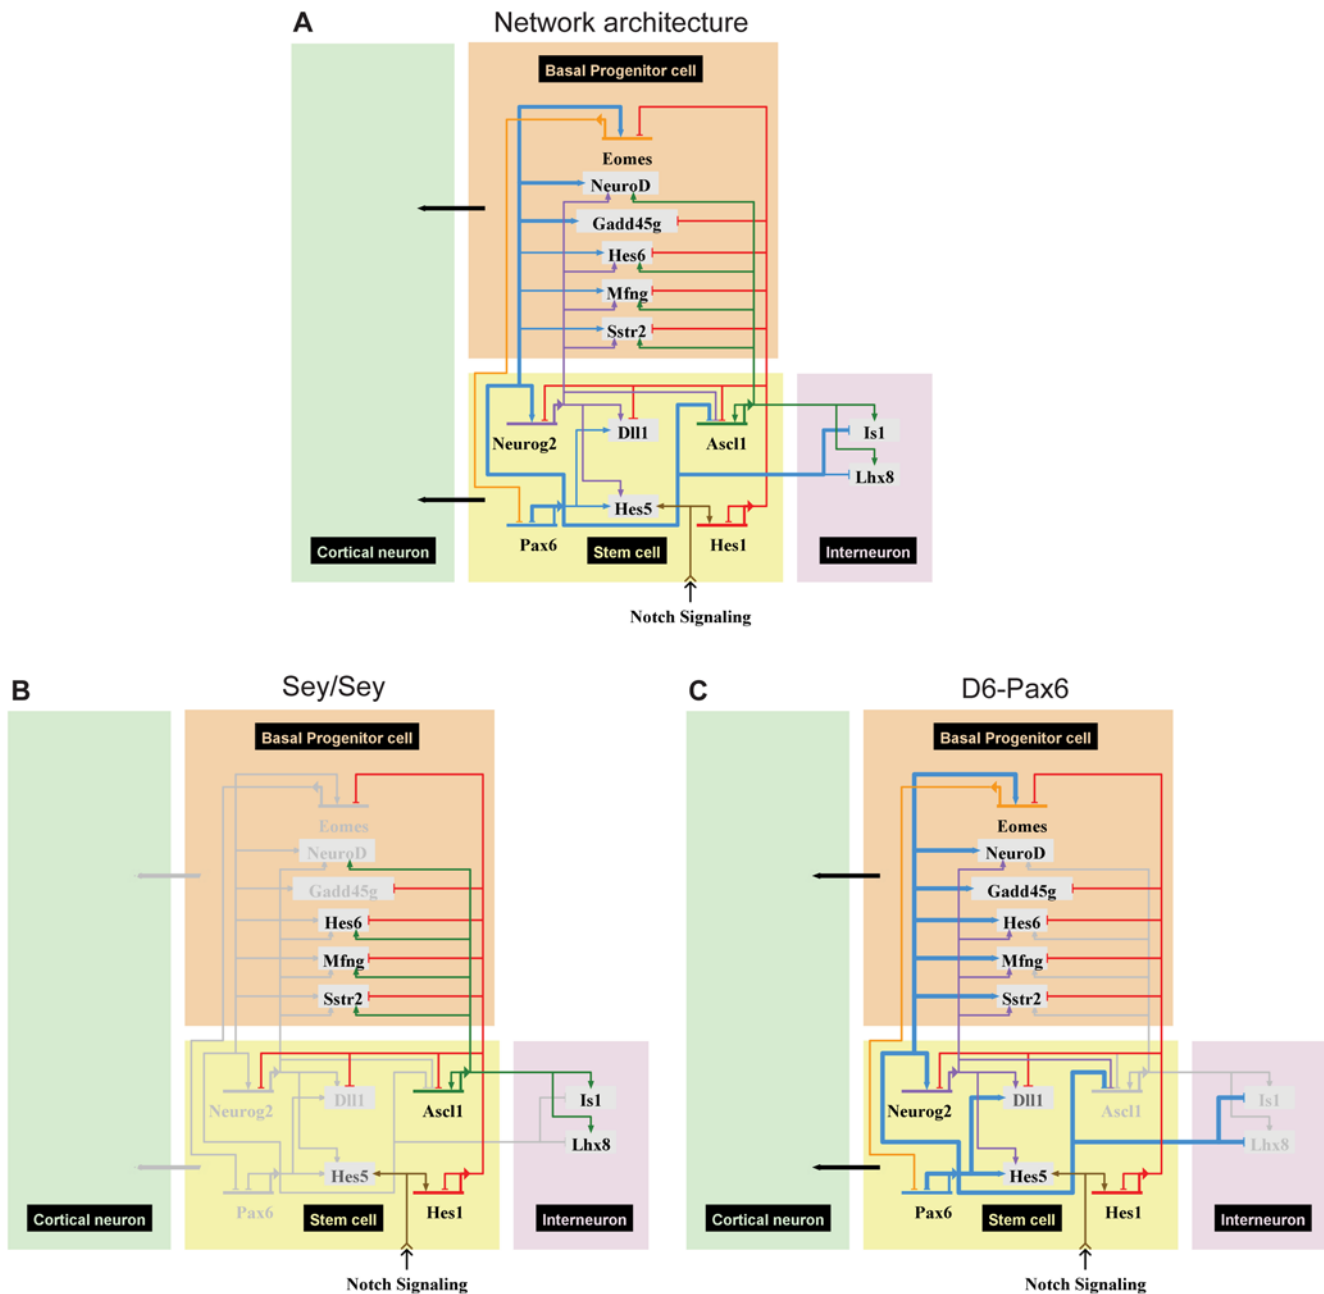 A
Network architecture
Basal Progenitor cell
Eomes
NeuroD
Gadd45g
Hes6
Mfng
Sstr2
Neurog2
Dll1
Ascl1
Is1
Lhx8
Hes5
Pax6
Hes1
Cortical neuron
Stem cell
Interneuron
Notch Signaling
B
Sey/Sey
Basal Progenitor cell
Eomes
NeuroD
Gadd45g
Hes6
Mfng
Sstr2
Neurog2
Dll1
Ascl1
Is1
Lhx8
Hes5
Pax6
Hes1
Cortical neuron
Stem cell
Interneuron
Notch Signaling
C
D6-Pax6
Basal Progenitor cell
Eomes
NeuroD
Gadd45g
Hes6
Mfng
Sstr2
Neurog2
Dll1
Ascl1
Is1
Lhx8
Hes5
Pax6
Hes1
Cortical neuron
Stem cell
Interneuron
Notch Signaling